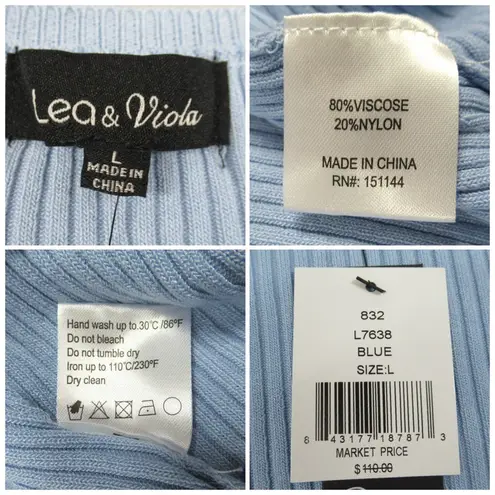 Lea & Viola
L
MADE IN
CHINA
80%VISCOSE
20%NYLON
MADE IN CHINA
RN#: 151144
Hand wash up to.30℃ /86ºF
Do not bleach
Do not tumble dry
Iron up to 110℃/230ºF
Dry clean
832
L7638
BLUE
SIZE:L
8 43177 18787 3
MARKET PRICE
$ 110.00